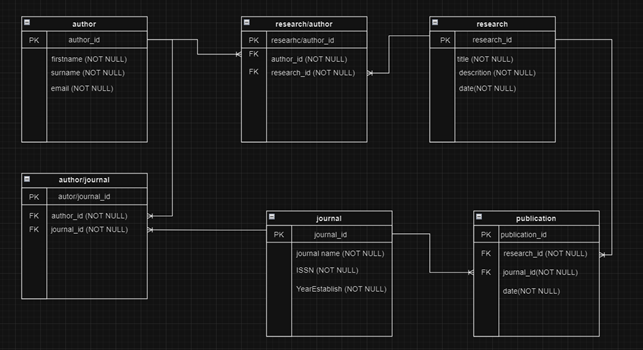 author
PK author_id
firstname (NOT NULL)
surname (NOT NULL)
email (NOT NULL)
research/author
PK researhc/author_id
FK author_id (NOT NULL)
FK research_id (NOT NULL)
research
PK research_id
title (NOT NULL)
descrition (NOT NULL)
date(NOT NULL)
author/journal
PK autor/journal_id
FK author_id (NOT NULL)
FK journal_id (NOT NULL)
journal
PK journal_id
journal name (NOT NULL)
ISSN (NOT NULL)
YearEstablish (NOT NULL)
publication
PK publication_id
FK research_id (NOT NULL)
FK journal_id(NOT NULL)
date(NOT NULL)